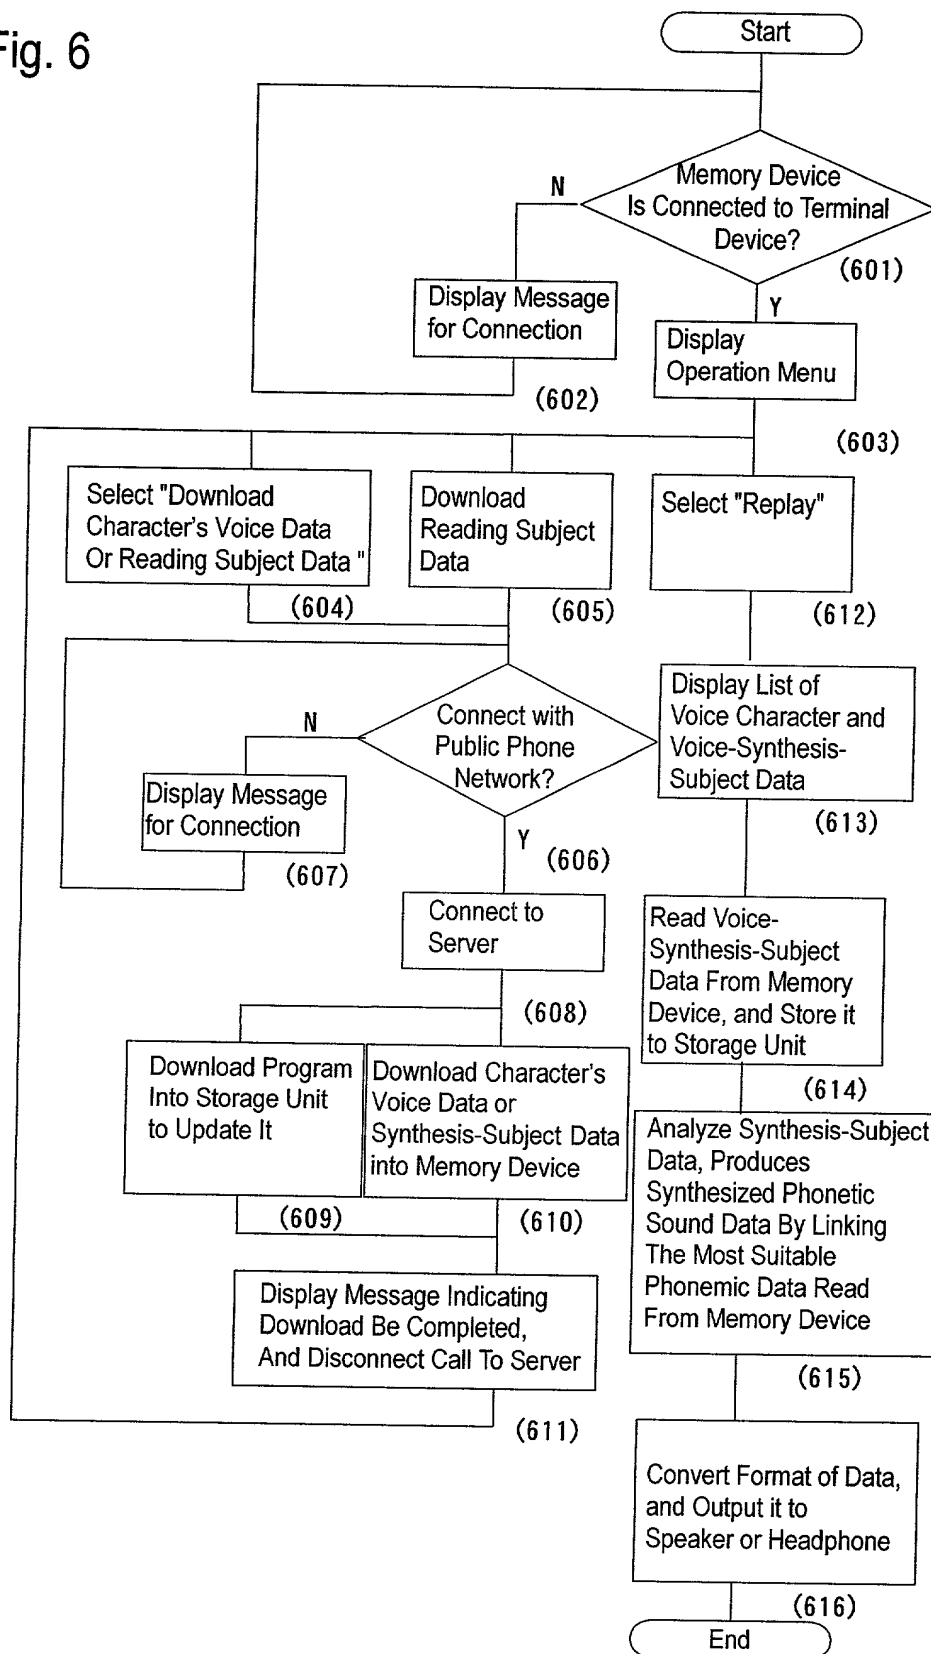 Fig. 6
Start
Memory Device
Is Connected to Terminal
Device?
(601)
N
Y
Display Message
for Connection
(602)
Display
Operation Menu
(603)
Select "Download
Character's Voice Data
Or Reading Subject Data "
(604)
Download
Reading Subject
Data
(605)
Select "Replay"
(612)
Connect with
Public Phone
Network?
N
Y
(606)
Display Message
for Connection
(607)
Display List of
Voice Character and
Voice-Synthesis-
Subject Data
(613)
Connect to
Server
(608)
Read Voice-
Synthesis-Subject
Data From Memory
Device, and Store it
to Storage Unit
(614)
Download Program
Into Storage Unit
to Update It
(609)
Download Character's
Voice Data or
Synthesis-Subject Data
into Memory Device
(610)
Analyze Synthesis-Subject
Data, Produces
Synthesized Phonetic
Sound Data By Linking
The Most Suitable
Phonemic Data Read
From Memory Device
(615)
Display Message Indicating
Download Be Completed,
And Disconnect Call To Server
(611)
Convert Format of Data,
and Output it to
Speaker or Headphone
(616)
End